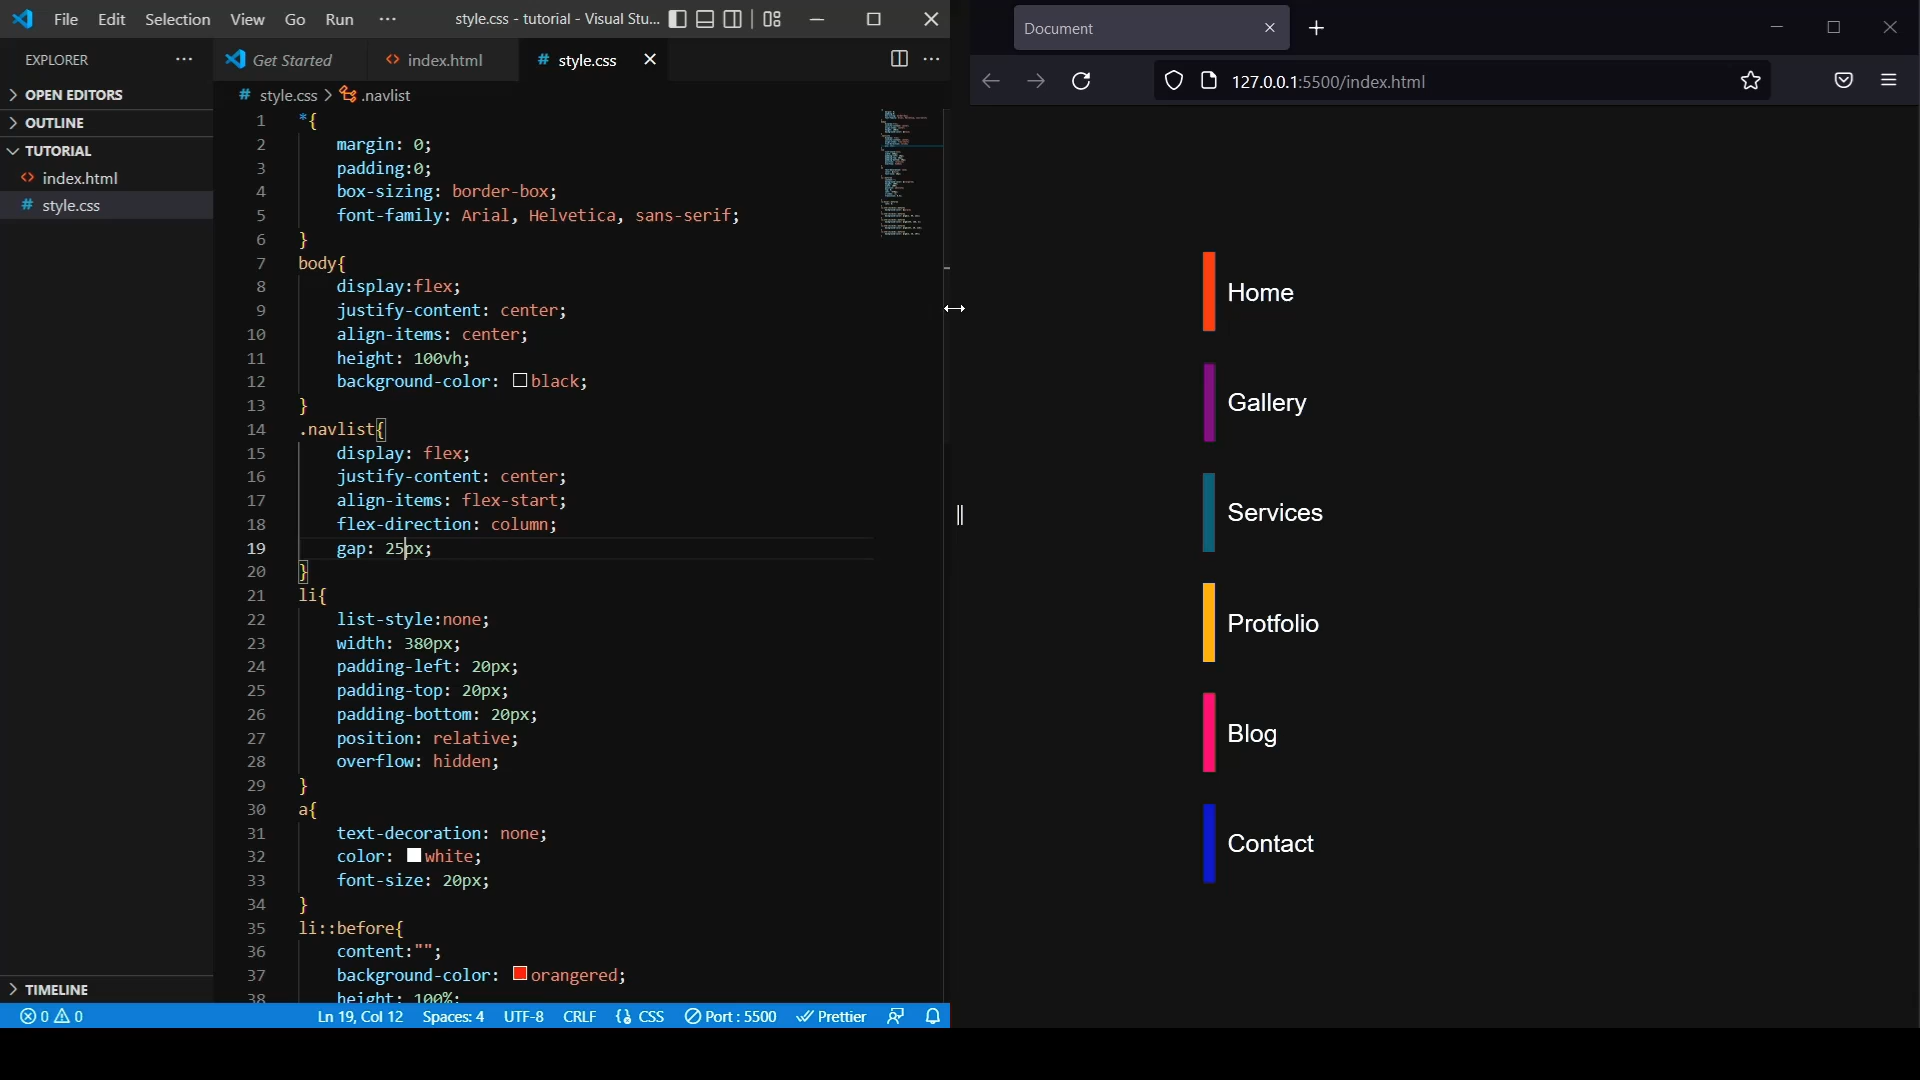 File Edit Selection View Go Run ··· style.css - tutorial - Visual Stu...
EXPLORER ···
OPEN EDITORS
OUTLINE
TUTORIAL
<> index.html
# style.css
TIMELINE
Get Started <> index.html # style.css
# style.css > .navlist
1 *{
2 margin: 0;
3 padding:0;
4 box-sizing: border-box;
5 font-family: Arial, Helvetica, sans-serif;
6 }
7 body{
8 display:flex;
9 justify-content: center;
10 align-items: center;
11 height: 100vh;
12 background-color: black;
13 }
14 .navlist{
15 display: flex;
16 justify-content: center;
17 align-items: flex-start;
18 flex-direction: column;
19 gap: 25px;
20 }
21 li{
22 list-style:none;
23 width: 380px;
24 padding-left: 20px;
25 padding-top: 20px;
26 padding-bottom: 20px;
27 position: relative;
28 overflow: hidden;
29 }
30 a{
31 text-decoration: none;
32 color: white;
33 font-size: 20px;
34 }
35 li::before{
36 content:"";
37 background-color: orangered;
38 height: 100%;
0 0 Ln 19, Col 12 Spaces: 4 UTF-8 CRLF {} CSS Port : 5500 Prettier
Document
127.0.0.1:5500/index.html
Home
Gallery
Services
Protfolio
Blog
Contact